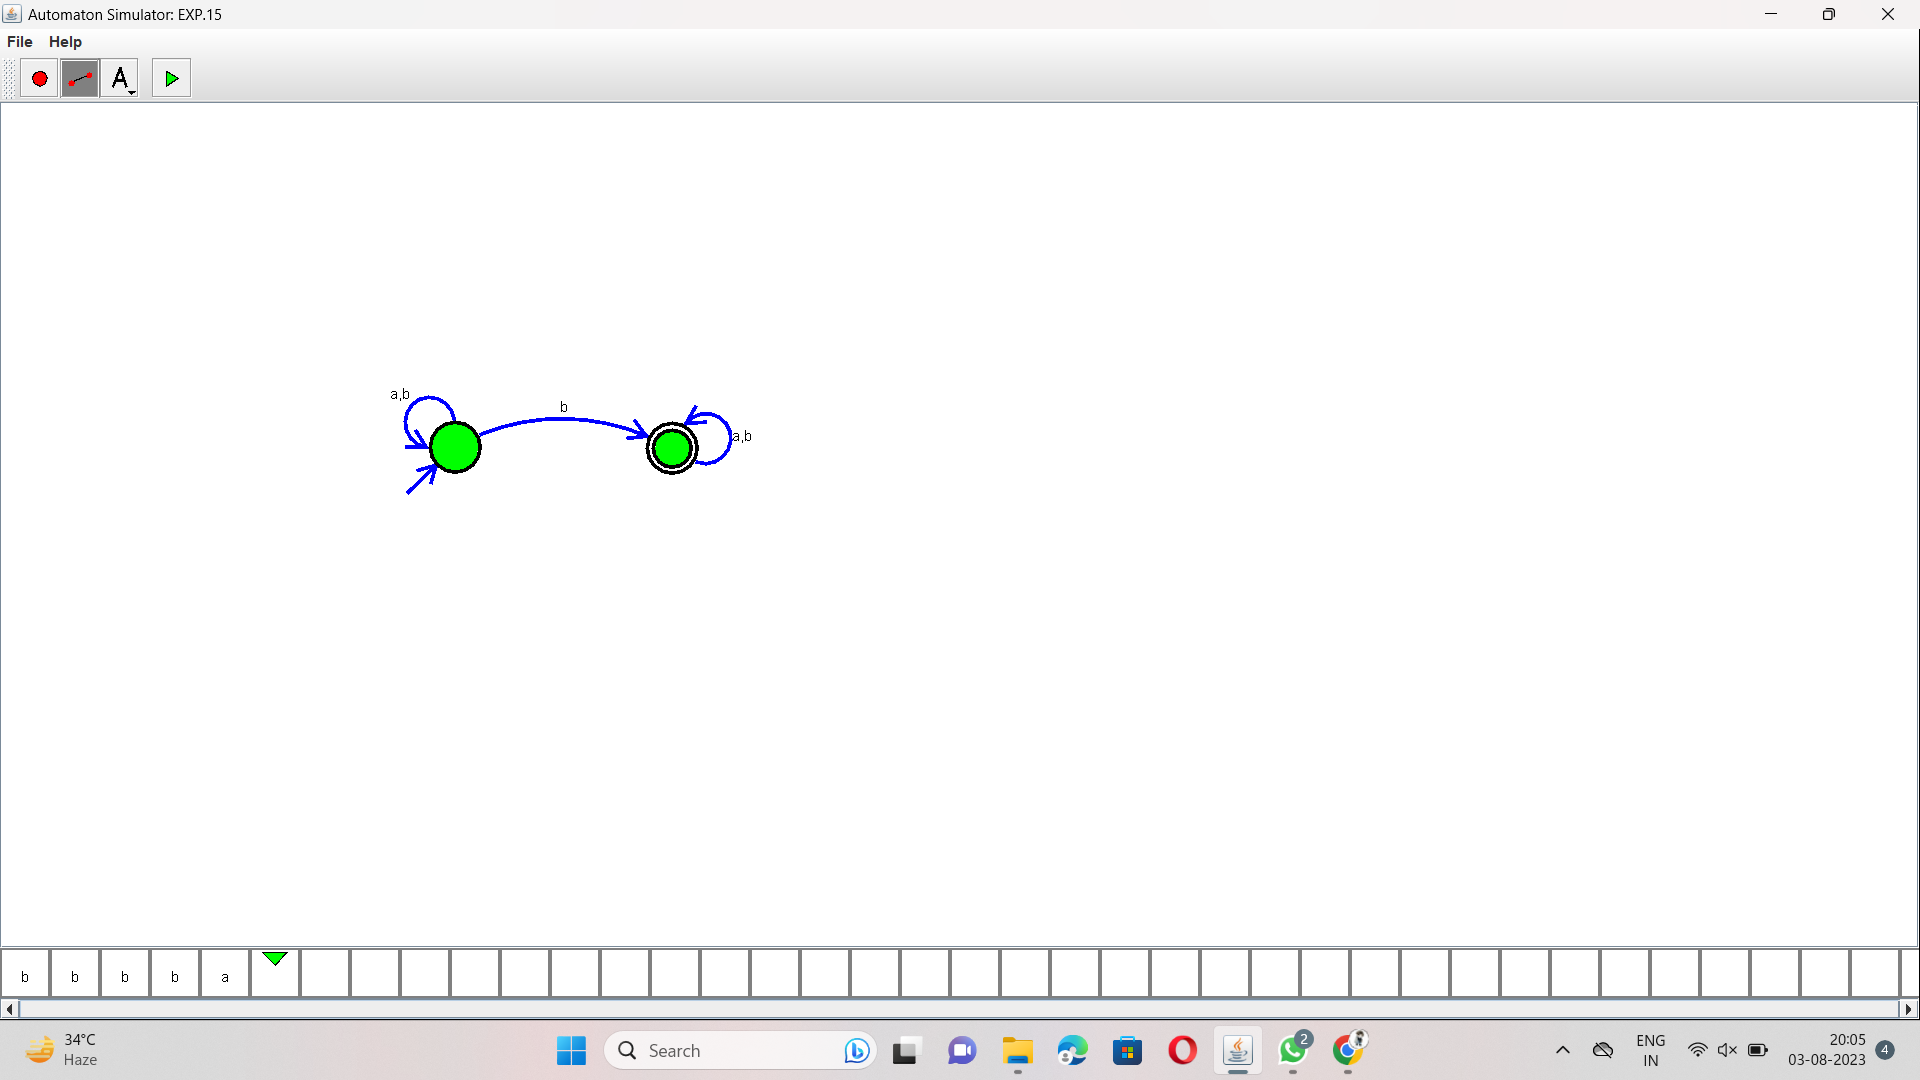 Automaton Simulator: EXP.15
File Help
A
a,b
b
a,b
b b b b a
34°C
Haze
Search
2
ENG
IN
20:05
03-08-2023
4